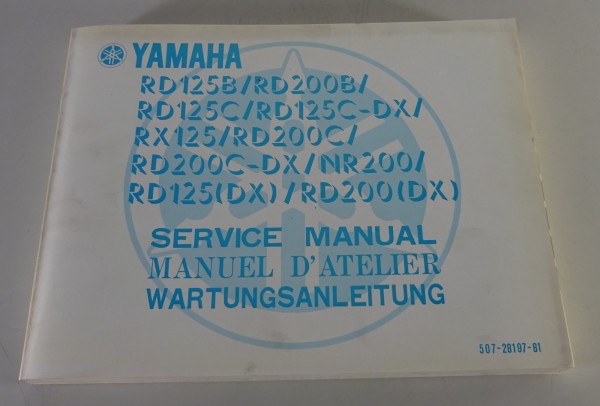 YAMAHA
RD125B/RD200B/
RD125C/RD125C-DX/
RX125/RD200C/
RD200C-DX/NR200/
RD125(DX)/RD200(DX)
SERVICE MANUAL
MANUEL D'ATELIER
WARTUNGSANLEITUNG
507-28197-81